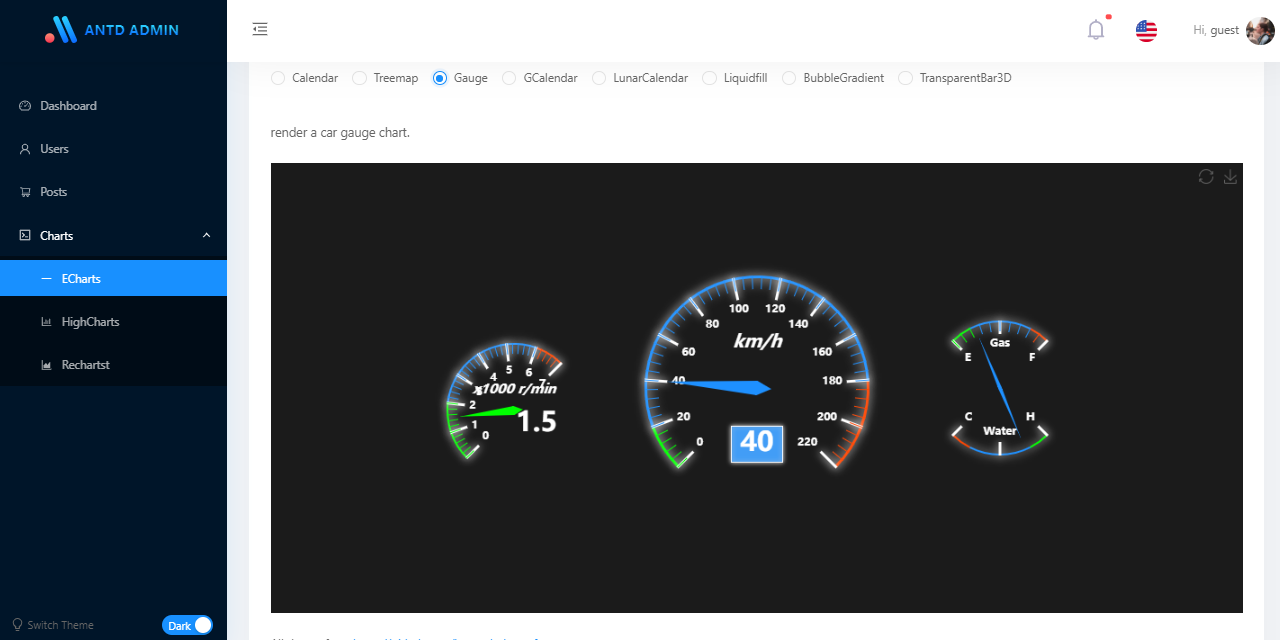 ANTD ADMIN
Hi, guest
Dashboard
Users
Posts
Charts
ECharts
HighCharts
Rechartst
Switch Theme
Dark
Calendar Treemap Gauge GCalendar LunarCalendar Liquidfill BubbleGradient TransparentBar3D
render a car gauge chart.
0 1 2 4 5 6 7
x1000 r/min
1.5
0 20 40 60 80 100 120 140 160 180 200 220
km/h
40
Gas
E F
C H
Water